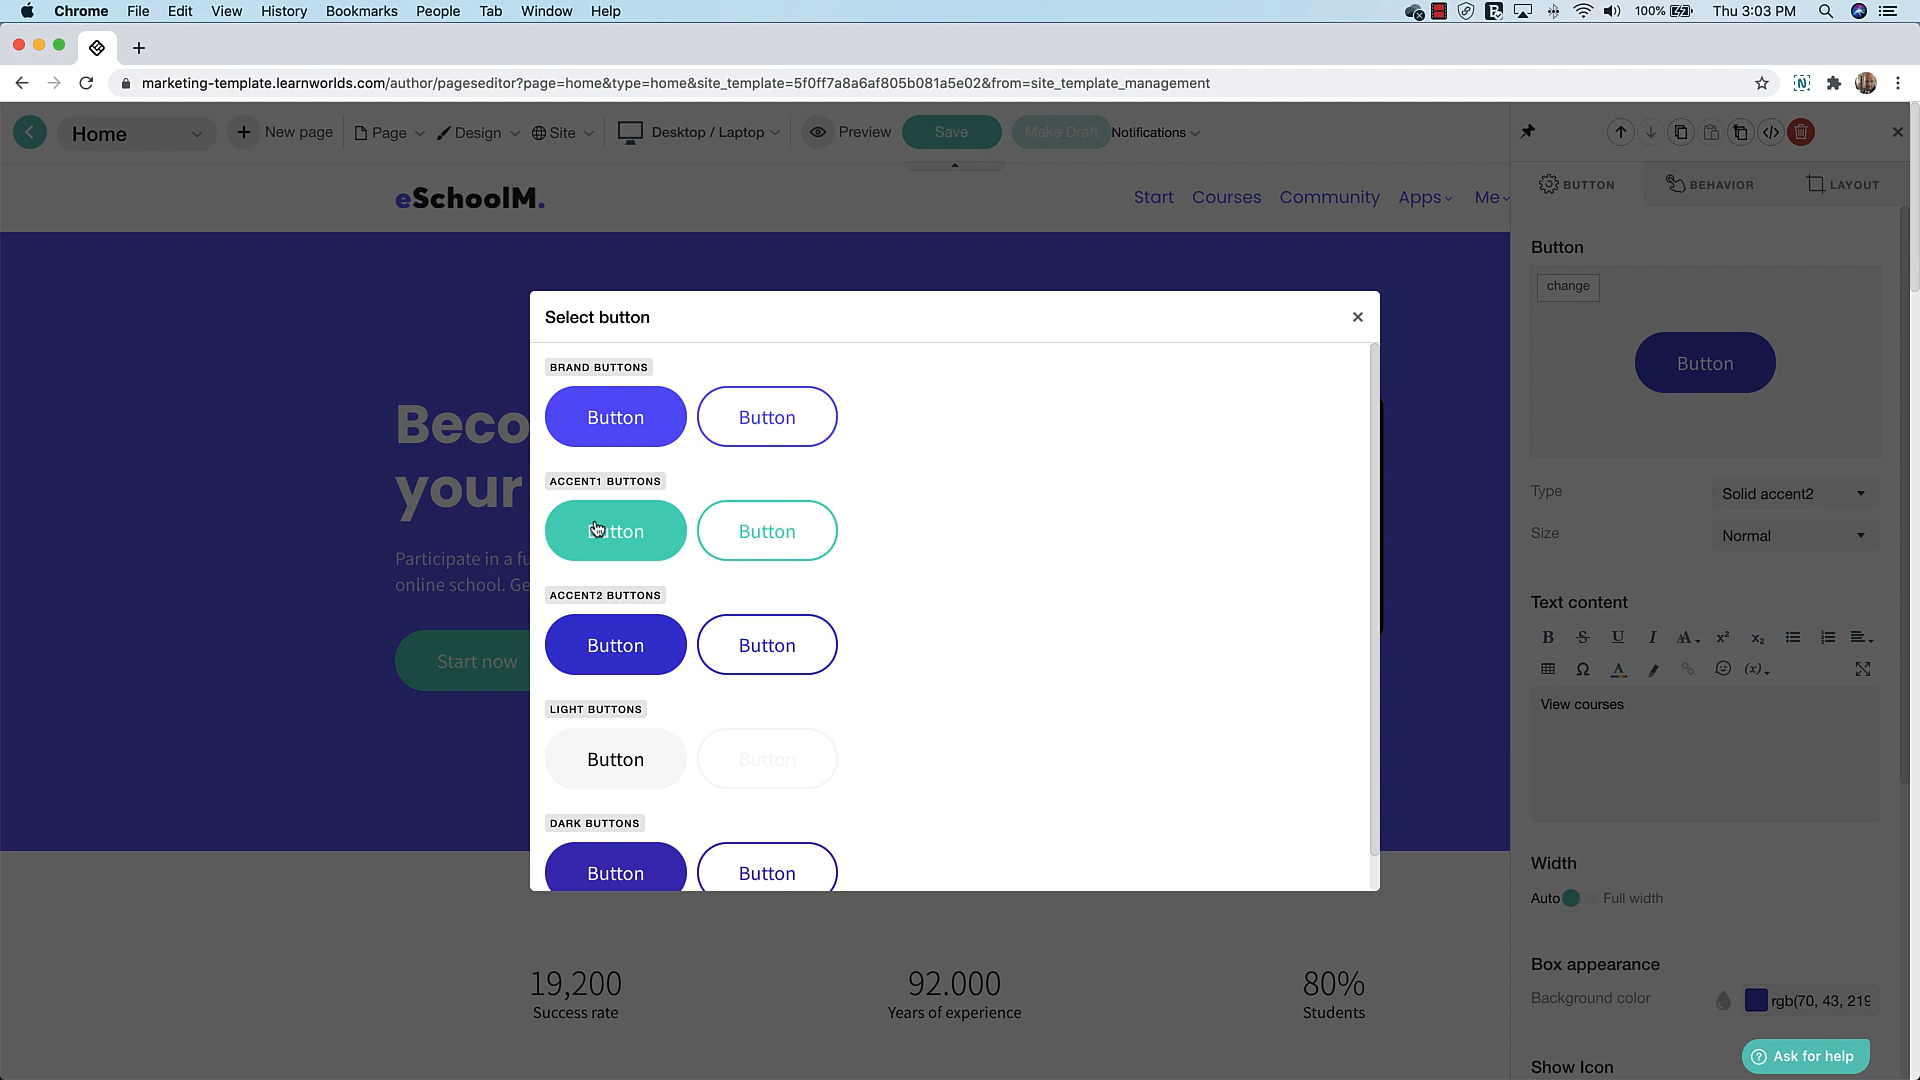 Chrome File Edit View History Bookmarks People Tab Window Help
100% Thu 3:03 PM
marketing-template.learnworlds.com/author/pageseditor?page=home&type=home&site_template=5f0ff7a8a6af805b081a5e02&from=site_template_management
Home New page Page Design Site Desktop / Laptop Preview Save Make Draft Notifications
eSchoolM. Start Courses Community Apps Me
BUTTON BEHAVIOR LAYOUT
Button
change
Button
Type Solid accent2
Size Normal
Text content
View courses
Width
Auto Full width
Box appearance
Background color rgb(70, 43, 219
Show Icon
Ask for help
Select button
BRAND BUTTONS
Button Button
ACCENT1 BUTTONS
Button Button
ACCENT2 BUTTONS
Button Button
LIGHT BUTTONS
Button Button
DARK BUTTONS
Button Button
Beco
your
Participate in a fu
online school. Ge
Start now
19,200 92.000 80%
Success rate Years of experience Students